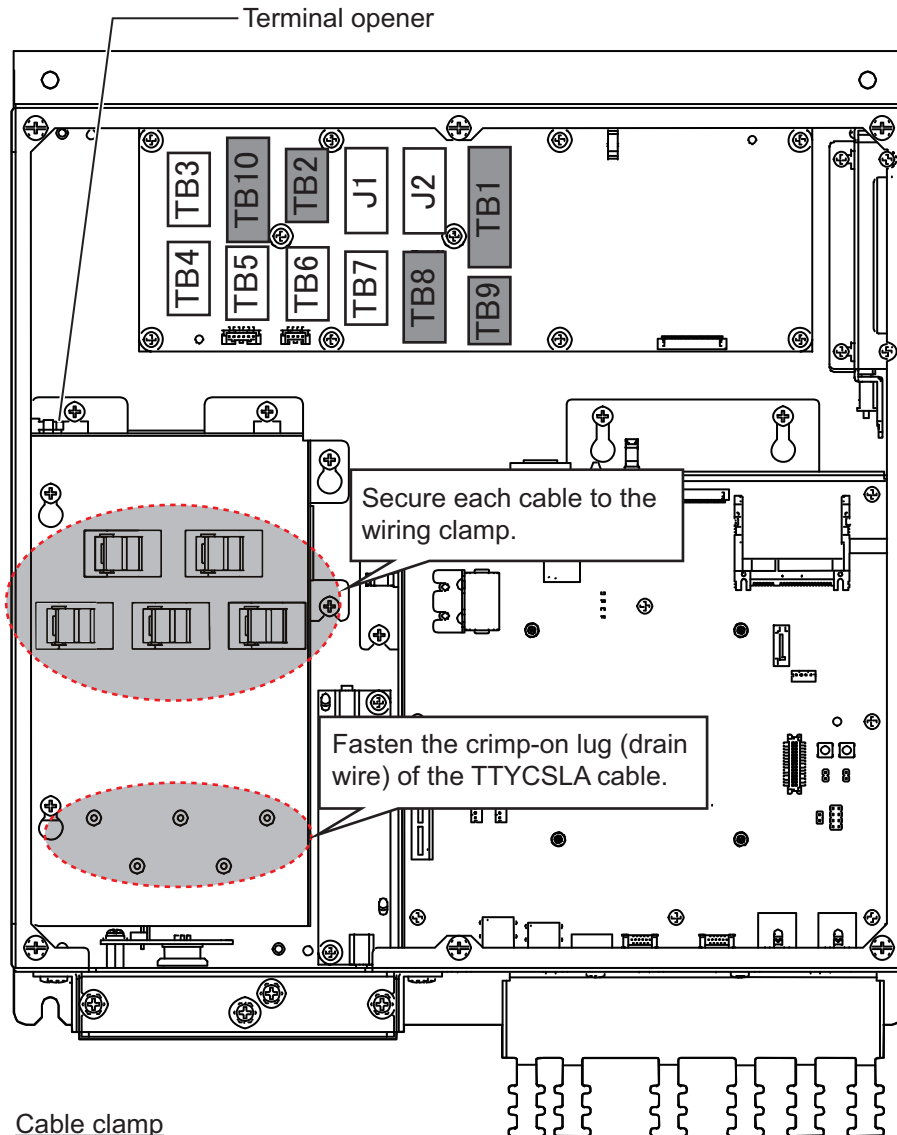 Terminal opener
TB3
TB10
TB2
J1
J2
TB1
TB4
TB5
TB6
TB7
TB8
TB9
Secure each cable to the
wiring clamp.
Fasten the crimp-on lug (drain
wire) of the TTYCSLA cable.
Cable clamp